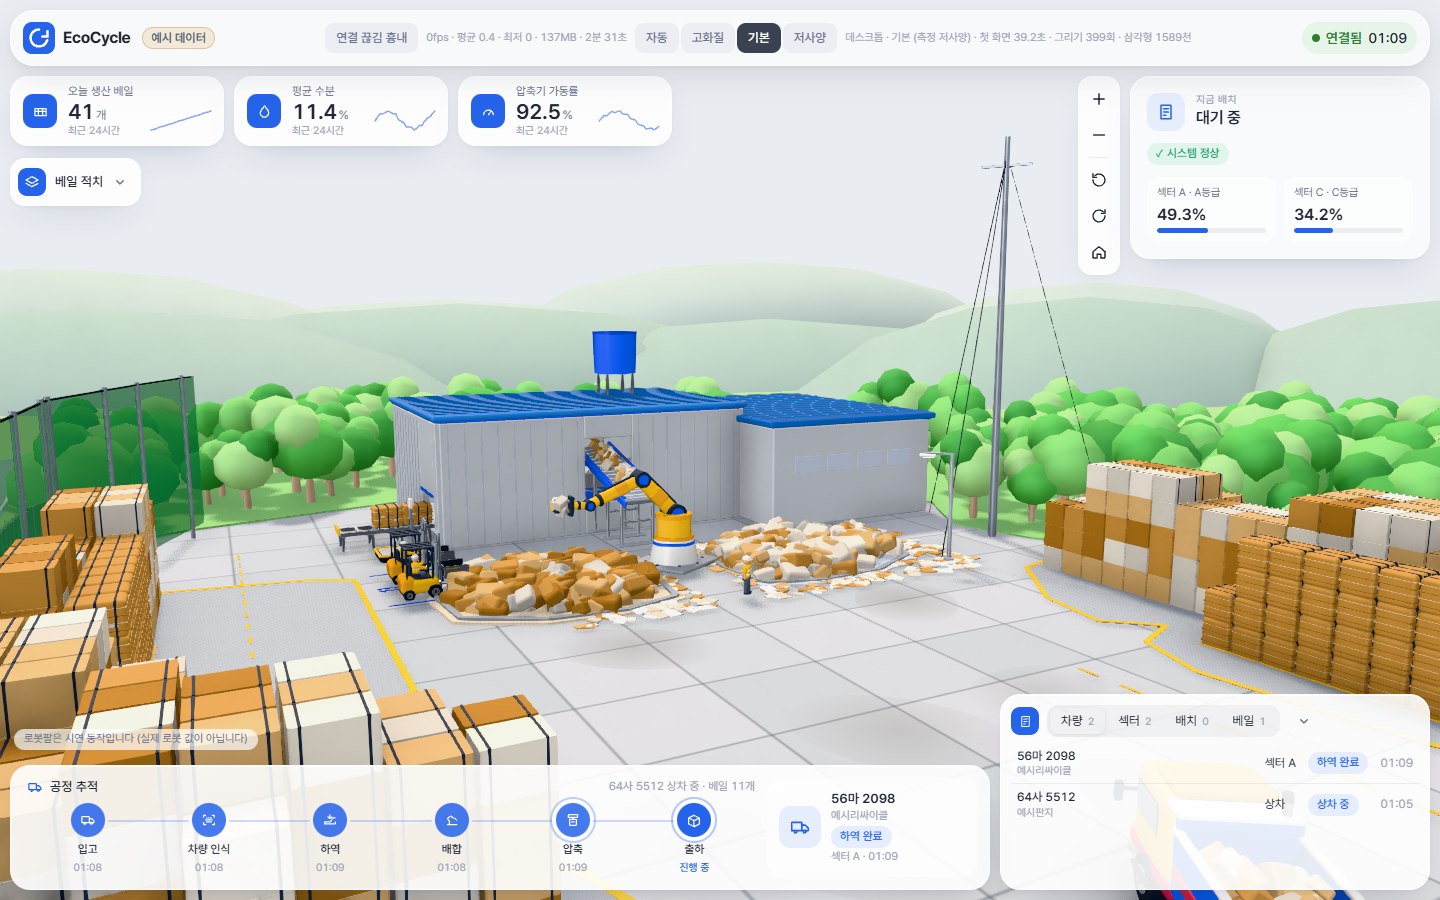 EcoCycle
예시 데이터
연결 끊김 흉내
0fps · 평균 0.4 · 최저 0 · 137MB · 2분 31초
자동
고화질
기본
저사양
데스크톱 · 기본 (측정 저사양) · 첫 화면 39.2초 · 그리기 399회 · 삼각형 1589천
연결됨 01:09
오늘 생산 베일
41개
최근 24시간
평균 수분
11.4%
최근 24시간
압축기 가동률
92.5%
최근 24시간
베일 적치
지금 배치
대기 중
✓ 시스템 정상
섹터 A · A등급
49.3%
섹터 C · C등급
34.2%
로봇팔은 시연 동작입니다 (실제 로봇 값이 아닙니다)
공정 추적
64사 5512 상차 중 · 베일 11개
입고
01:08
차량 인식
01:08
하역
01:09
배합
01:08
압축
01:09
출하
진행 중
56마 2098
예시리싸이클
하역 완료
섹터 A · 01:09
차량 2
섹터 2
배치 0
베일 1
56마 2098
예시리싸이클
섹터 A
하역 완료
01:09
64사 5512
예시판지
상차
상차 중
01:05